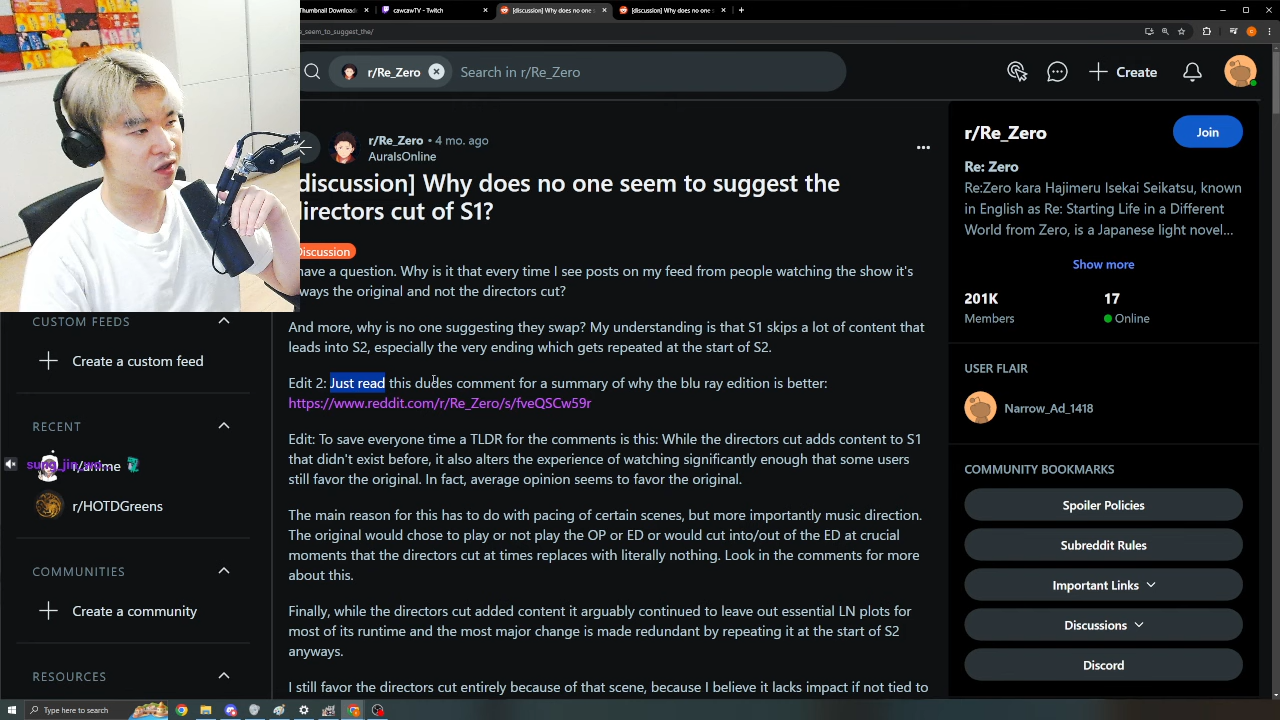 Thumbnail Download
cawcawTV - Twitch
[discussion] Why does no one
[discussion] Why does no one
_seem_to_suggest_the/
r/Re_Zero
Search in r/Re_Zero
Create
r/Re_Zero • 4 mo. ago
AuralsOnline
discussion] Why does no one seem to suggest the
irectors cut of S1?
Discussion
have a question. Why is it that every time I see posts on my feed from people watching the show it's
ways the original and not the directors cut?
And more, why is no one suggesting they swap? My understanding is that S1 skips a lot of content that
leads into S2, especially the very ending which gets repeated at the start of S2.
Edit 2: Just read this dudes comment for a summary of why the blu ray edition is better:
https://www.reddit.com/r/Re_Zero/s/fveQSCw59r
Edit: To save everyone time a TLDR for the comments is this: While the directors cut adds content to S1
that didn't exist before, it also alters the experience of watching significantly enough that some users
still favor the original. In fact, average opinion seems to favor the original.
The main reason for this has to do with pacing of certain scenes, but more importantly music direction.
The original would chose to play or not play the OP or ED or would cut into/out of the ED at crucial
moments that the directors cut at times replaces with literally nothing. Look in the comments for more
about this.
Finally, while the directors cut added content it arguably continued to leave out essential LN plots for
most of its runtime and the most major change is made redundant by repeating it at the start of S2
anyways.
I still favor the directors cut entirely because of that scene, because I believe it lacks impact if not tied to
CUSTOM FEEDS
Create a custom feed
RECENT
r/anime
r/HOTDGreens
COMMUNITIES
Create a community
RESOURCES
r/Re_Zero
Join
Re: Zero
Re:Zero kara Hajimeru Isekai Seikatsu, known
in English as Re: Starting Life in a Different
World from Zero, is a Japanese light novel...
Show more
201K
17
Members
Online
USER FLAIR
Narrow_Ad_1418
COMMUNITY BOOKMARKS
Spoiler Policies
Subreddit Rules
Important Links
Discussions
Discord
Type here to search